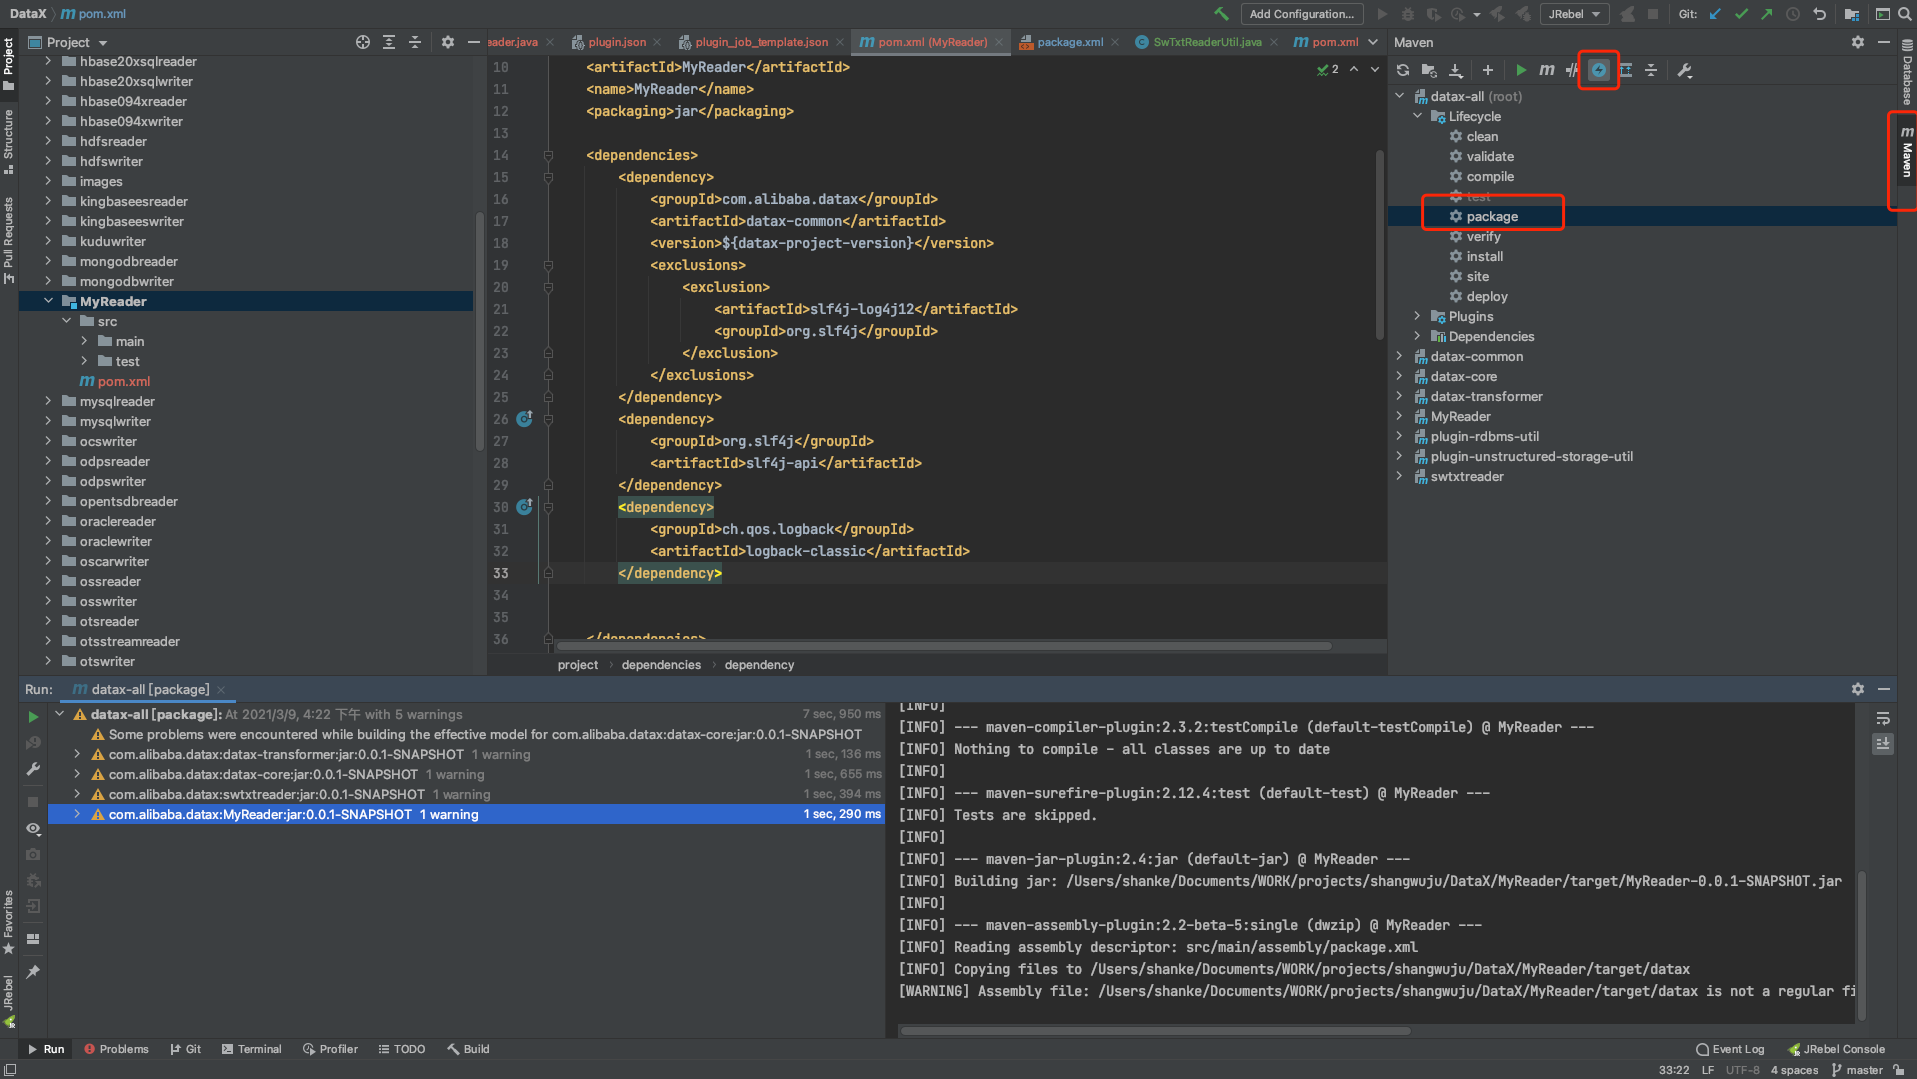 DataX
pom.xml
Add Configuration...
JRebel
Git:
Project
eader.java
plugin.json
plugin_job_template.json
pom.xml (MyReader)
package.xml
SwTxtReaderUtil.java
pom.xml
Maven
Project
Structure
Pull Requests
Favorites
JRebel
Database
Maven
hbase20xsqlreader
hbase20xsqlwriter
hbase094xreader
hbase094xwriter
hdfsreader
hdfswriter
images
kingbaseesreader
kingbaseeswriter
kuduwriter
mongodbreader
mongodbwriter
MyReader
src
main
test
pom.xml
mysqlreader
mysqlwriter
ocswriter
odpsreader
odpswriter
opentsdbreader
oraclereader
oraclewriter
oscarwriter
ossreader
osswriter
otsreader
otsstreamreader
otswriter
2
10 <artifactId>MyReader</artifactId>
11 <name>MyReader</name>
12 <packaging>jar</packaging>
13
14 <dependencies>
15 <dependency>
16 <groupId>com.alibaba.datax</groupId>
17 <artifactId>datax-common</artifactId>
18 <version>${datax-project-version}</version>
19 <exclusions>
20 <exclusion>
21 <artifactId>slf4j-log4j12</artifactId>
22 <groupId>org.slf4j</groupId>
23 </exclusion>
24 </exclusions>
25 </dependency>
26 <dependency>
27 <groupId>org.slf4j</groupId>
28 <artifactId>slf4j-api</artifactId>
29 </dependency>
30 <dependency>
31 <groupId>ch.qos.logback</groupId>
32 <artifactId>logback-classic</artifactId>
33 </dependency>
34
35
36 </dependencies>
project
dependencies
dependency
datax-all (root)
Lifecycle
clean
validate
compile
test
package
verify
install
site
deploy
Plugins
Dependencies
datax-common
datax-core
datax-transformer
MyReader
plugin-rdbms-util
plugin-unstructured-storage-util
swtxtreader
Run:
datax-all [package]
datax-all [package]: At 2021/3/9, 4:22 下午 with 5 warnings 7 sec, 950 ms
Some problems were encountered while building the effective model for com.alibaba.datax:datax-core:jar:0.0.1-SNAPSHOT
com.alibaba.datax:datax-transformer:jar:0.0.1-SNAPSHOT 1 warning 1 sec, 136 ms
com.alibaba.datax:datax-core:jar:0.0.1-SNAPSHOT 1 warning 1 sec, 655 ms
com.alibaba.datax:swtxtreader:jar:0.0.1-SNAPSHOT 1 warning 1 sec, 394 ms
com.alibaba.datax:MyReader:jar:0.0.1-SNAPSHOT 1 warning 1 sec, 290 ms
[INFO]
[INFO] --- maven-compiler-plugin:2.3.2:testCompile (default-testCompile) @ MyReader ---
[INFO] Nothing to compile - all classes are up to date
[INFO]
[INFO] --- maven-surefire-plugin:2.12.4:test (default-test) @ MyReader ---
[INFO] Tests are skipped.
[INFO]
[INFO] --- maven-jar-plugin:2.4:jar (default-jar) @ MyReader ---
[INFO] Building jar: /Users/shanke/Documents/WORK/projects/shangwuju/DataX/MyReader/target/MyReader-0.0.1-SNAPSHOT.jar
[INFO]
[INFO] --- maven-assembly-plugin:2.2-beta-5:single (dwzip) @ MyReader ---
[INFO] Reading assembly descriptor: src/main/assembly/package.xml
[INFO] Copying files to /Users/shanke/Documents/WORK/projects/shangwuju/DataX/MyReader/target/datax
[WARNING] Assembly file: /Users/shanke/Documents/WORK/projects/shangwuju/DataX/MyReader/target/datax is not a regular fi
Run
Problems
Git
Terminal
Profiler
TODO
Build
Event Log
JRebel Console
33:22
LF
UTF-8
4 spaces
master